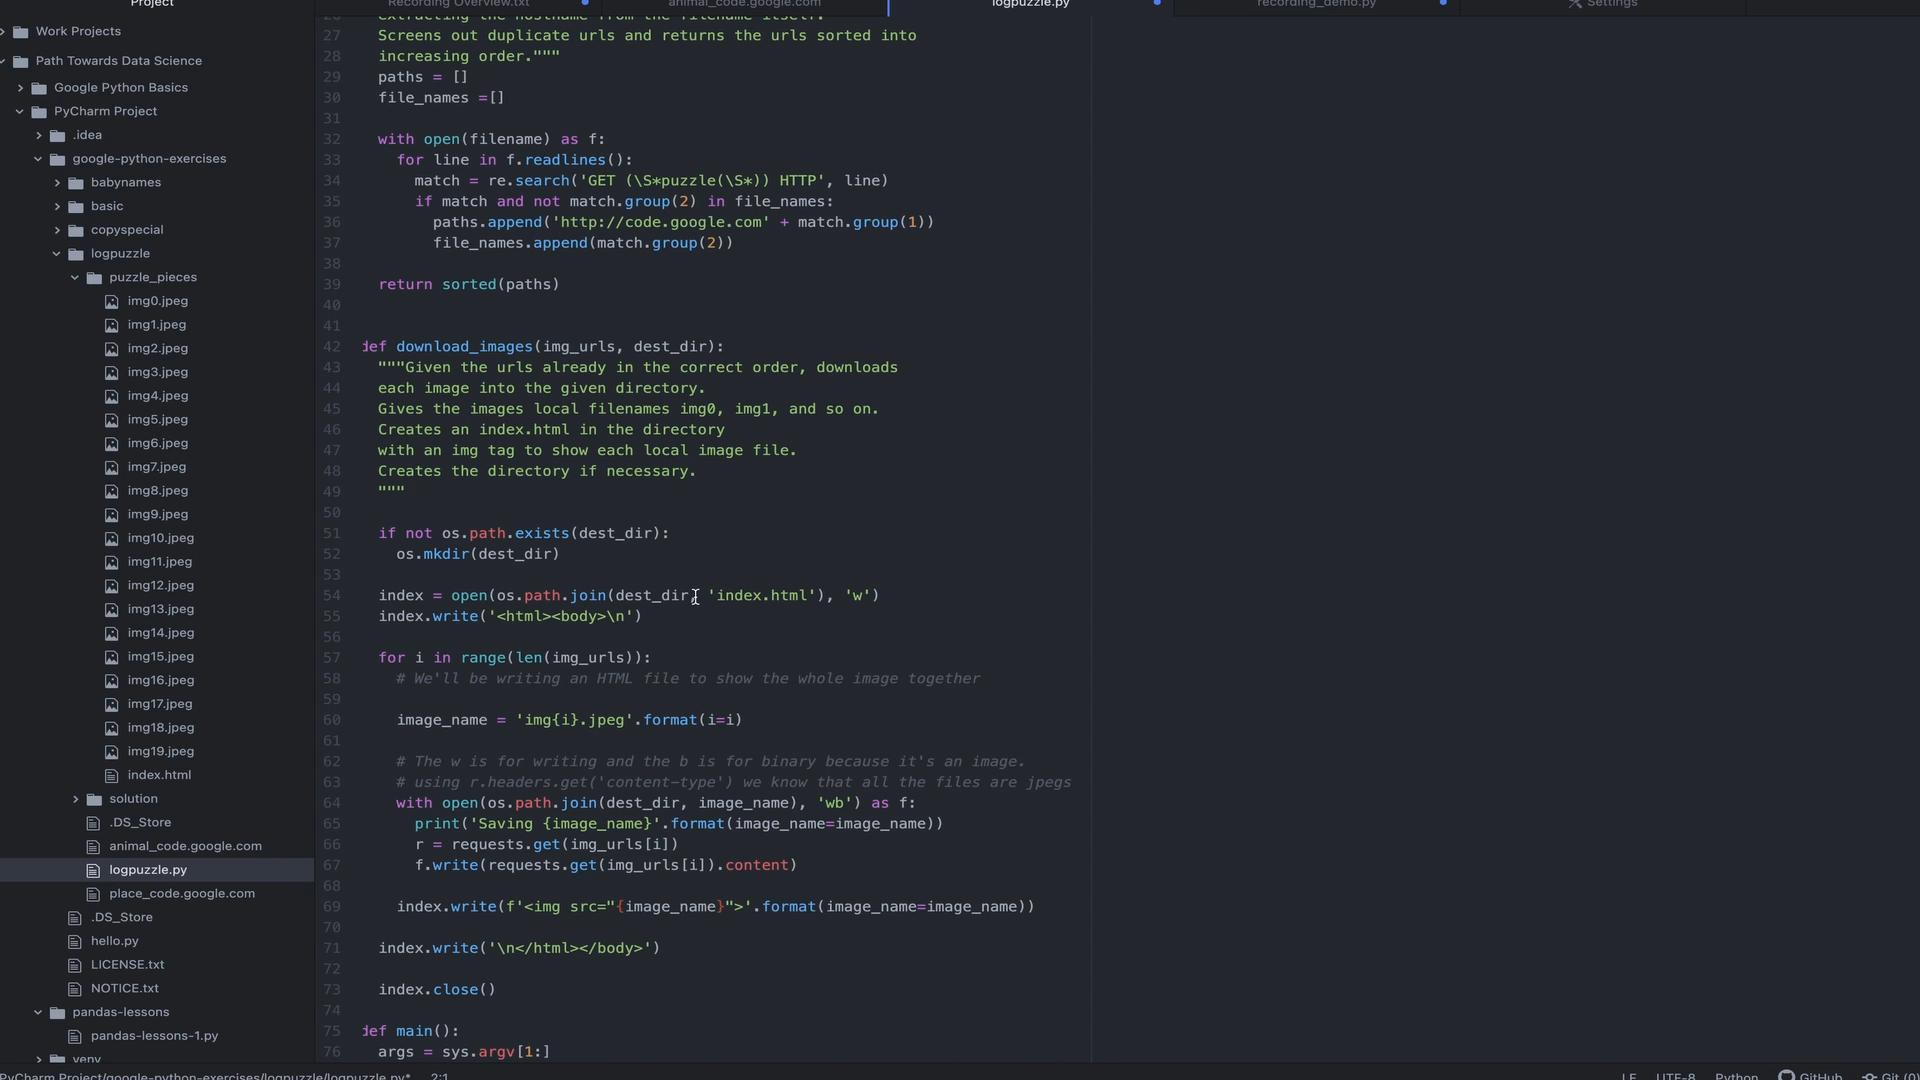 Project
Recording Overview.txt
animal_code.google.com
logpuzzle.py
recording_demo.py
Settings
Work Projects
Path Towards Data Science
Google Python Basics
PyCharm Project
.idea
google-python-exercises
babynames
basic
copyspecial
logpuzzle
puzzle_pieces
img0.jpeg
img1.jpeg
img2.jpeg
img3.jpeg
img4.jpeg
img5.jpeg
img6.jpeg
img7.jpeg
img8.jpeg
img9.jpeg
img10.jpeg
img11.jpeg
img12.jpeg
img13.jpeg
img14.jpeg
img15.jpeg
img16.jpeg
img17.jpeg
img18.jpeg
img19.jpeg
index.html
solution
.DS_Store
animal_code.google.com
logpuzzle.py
place_code.google.com
.DS_Store
hello.py
LICENSE.txt
NOTICE.txt
pandas-lessons
pandas-lessons-1.py
venv
26 Extracting the hostname from the filename itself.
27 Screens out duplicate urls and returns the urls sorted into
28 increasing order."""
29 paths = []
30 file_names =[]
31
32 with open(filename) as f:
33 for line in f.readlines():
34 match = re.search('GET (\S*puzzle(\S*)) HTTP', line)
35 if match and not match.group(2) in file_names:
36 paths.append('http://code.google.com' + match.group(1))
37 file_names.append(match.group(2))
38
39 return sorted(paths)
40
41
42 def download_images(img_urls, dest_dir):
43 """Given the urls already in the correct order, downloads
44 each image into the given directory.
45 Gives the images local filenames img0, img1, and so on.
46 Creates an index.html in the directory
47 with an img tag to show each local image file.
48 Creates the directory if necessary.
49 """
50
51 if not os.path.exists(dest_dir):
52 os.mkdir(dest_dir)
53
54 index = open(os.path.join(dest_dir, 'index.html'), 'w')
55 index.write('<html><body>\n')
56
57 for i in range(len(img_urls)):
58 # We'll be writing an HTML file to show the whole image together
59
60 image_name = 'img{i}.jpeg'.format(i=i)
61
62 # The w is for writing and the b is for binary because it's an image.
63 # using r.headers.get('content-type') we know that all the files are jpegs
64 with open(os.path.join(dest_dir, image_name), 'wb') as f:
65 print('Saving {image_name}'.format(image_name=image_name))
66 r = requests.get(img_urls[i])
67 f.write(requests.get(img_urls[i]).content)
68
69 index.write(f'<img src="{image_name}">'.format(image_name=image_name))
70
71 index.write('\n</html></body>')
72
73 index.close()
74
75 def main():
76 args = sys.argv[1:]
PyCharm Project/google-python-exercises/logpuzzle/logpuzzle.py* 2:1
LF UTF-8 Python GitHub Git (0)